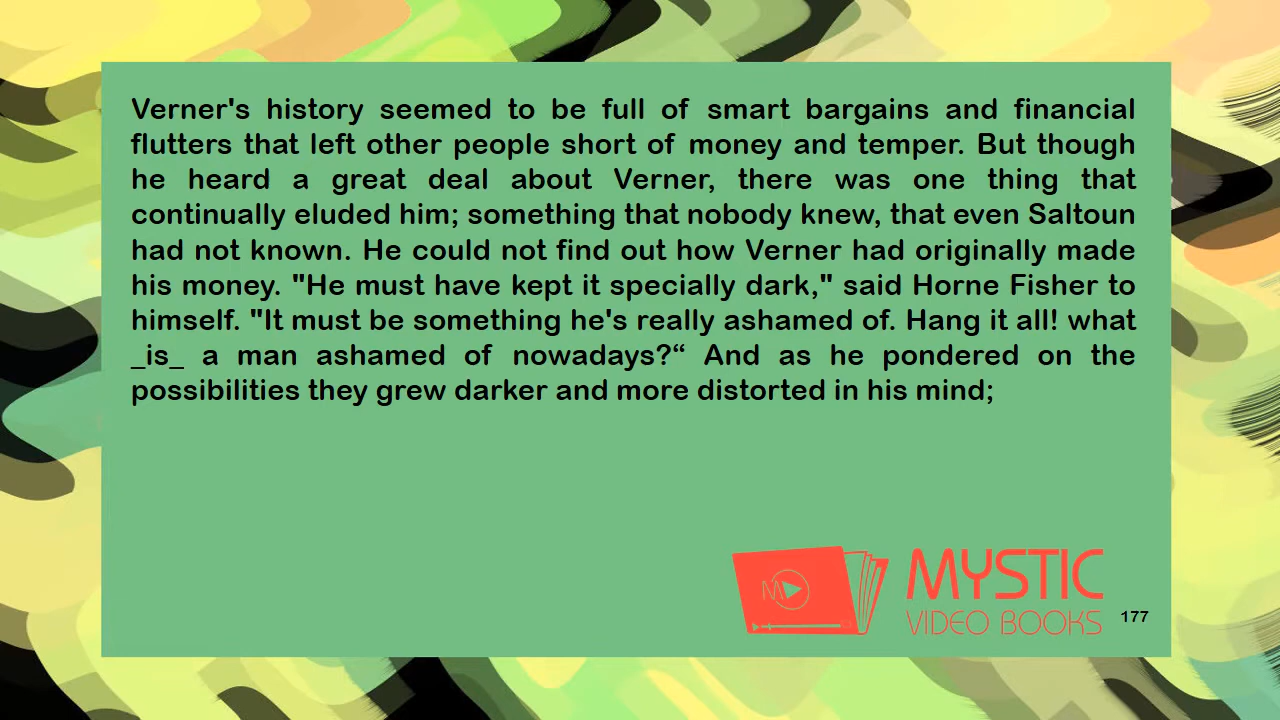 Verner's history seemed to be full of smart bargains and financial
flutters that left other people short of money and temper. But though
he heard a great deal about Verner, there was one thing that
continually eluded him; something that nobody knew, that even Saltoun
had not known. He could not find out how Verner had originally made
his money. "He must have kept it specially dark," said Horne Fisher to
himself. "It must be something he's really ashamed of. Hang it all! what
_is_ a man ashamed of nowadays?“ And as he pondered on the
possibilities they grew darker and more distorted in his mind;
M
MYSTIC
VIDEO BOOKS
177